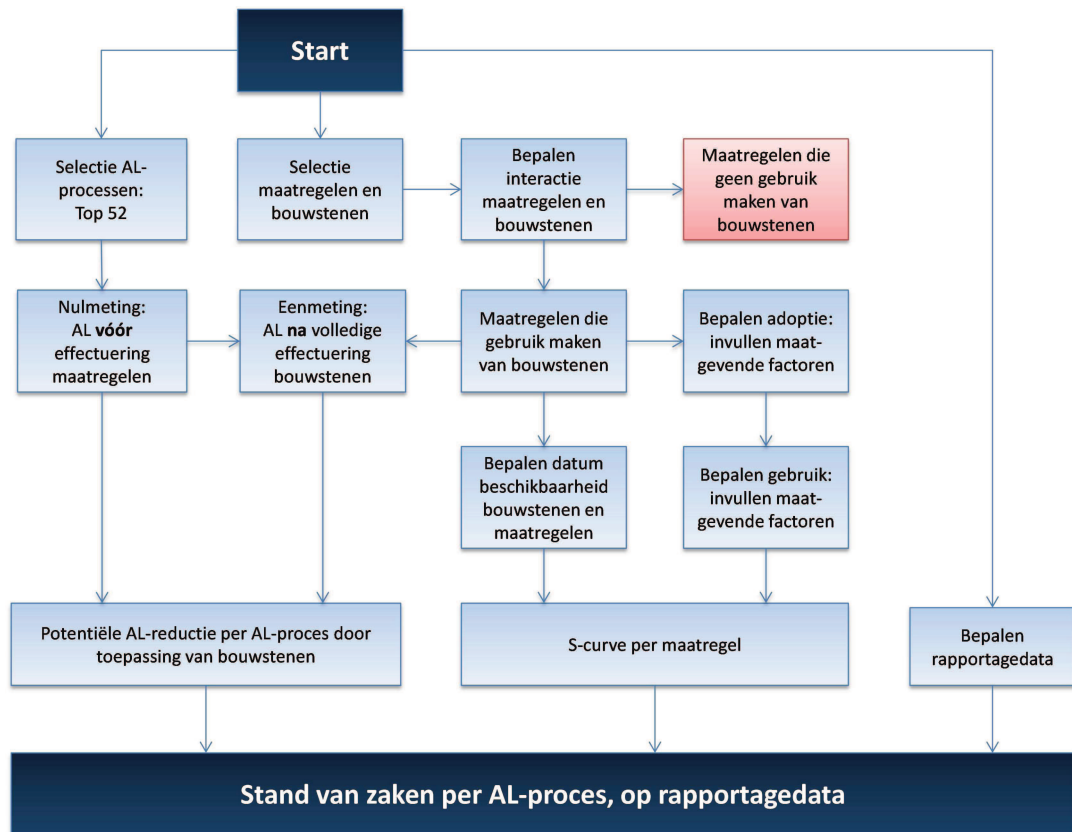 Start
Selectie AL-
processen:
Top 52
Selectie
maatregelen en
bouwstenen
Bepalen
interactie
maatregelen en
bouwstenen
Maatregelen die
geen gebruik
maken van
bouwstenen
Nulmeting:
AL vóór
effectuering
maatregelen
Eenmeting:
AL na volledige
effectuering
bouwstenen
Maatregelen die
gebruik maken
van bouwstenen
Bepalen adoptie:
invullen maat-
gevende factoren
Bepalen datum
beschikbaarheid
bouwstenen en
maatregelen
Bepalen gebruik:
invullen maat-
gevende factoren
Potentiële AL-reductie per AL-proces door
toepassing van bouwstenen
S-curve per maatregel
Bepalen
rapportagedata
Stand van zaken per AL-proces, op rapportagedata